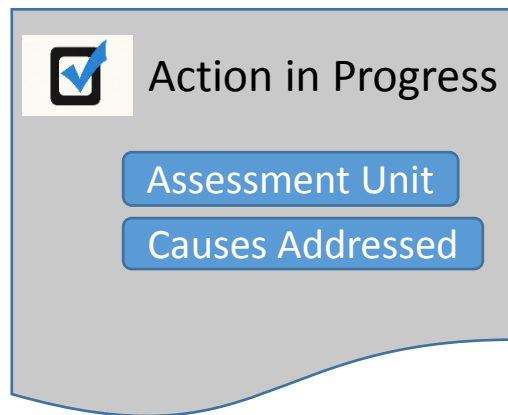 Action in Progress
Assessment Unit
Causes Addressed